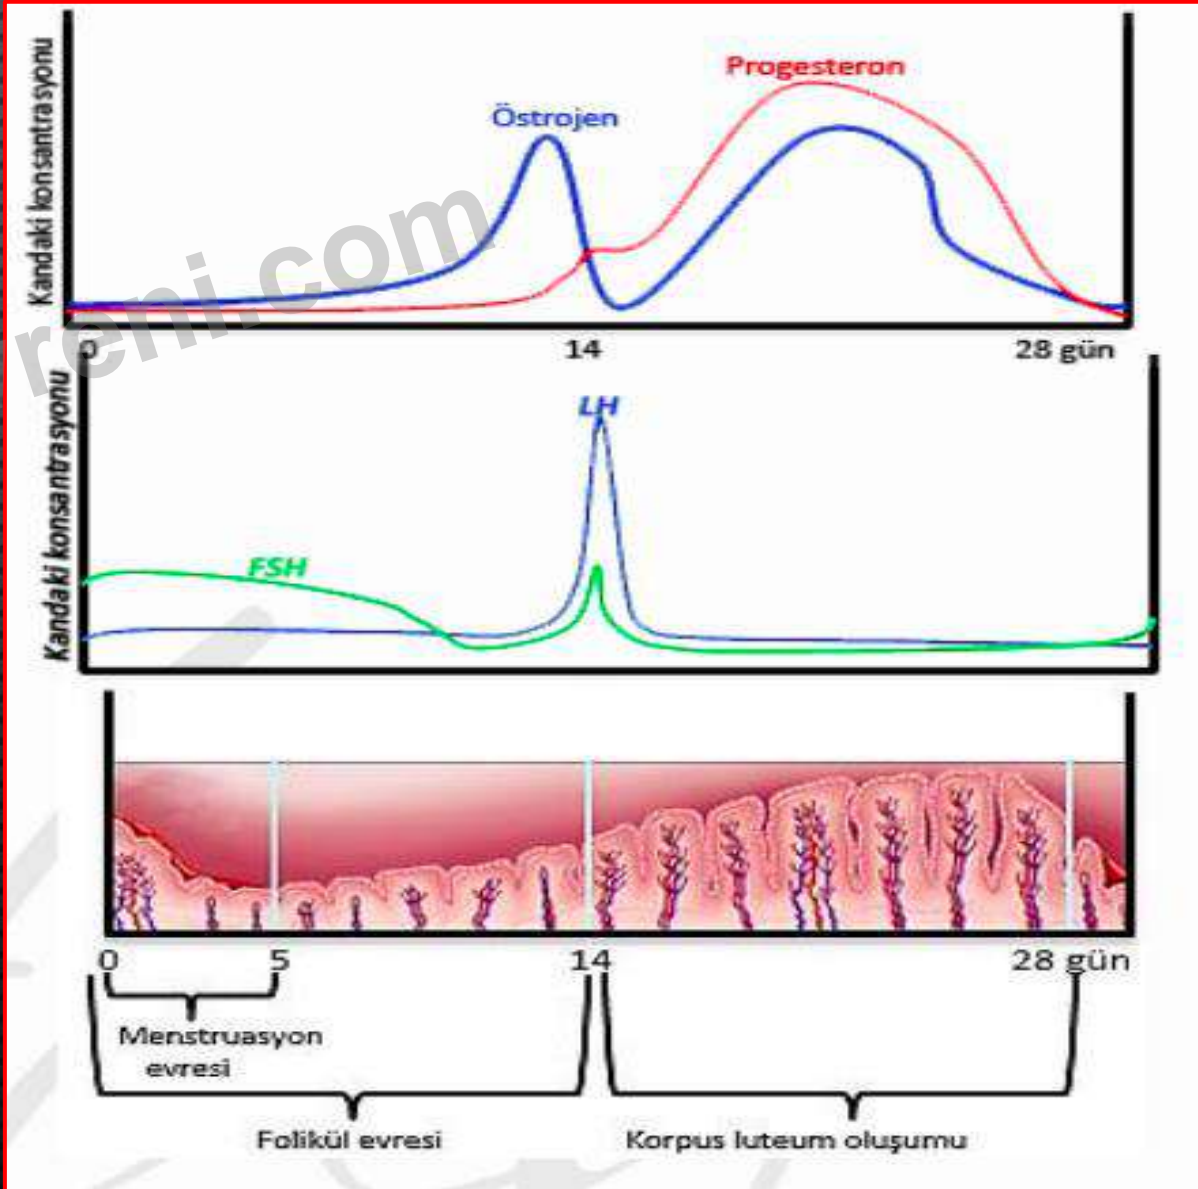 Kandaki konsantrasyonu
Progesteron
Östrojen
reni.com
0 14 28 gün
Kandaki konsantrasyonu
LH
FSH
0 5 14 28 gün
Menstruasyon
evresi
Folikül evresi
Korpus luteum oluşumu